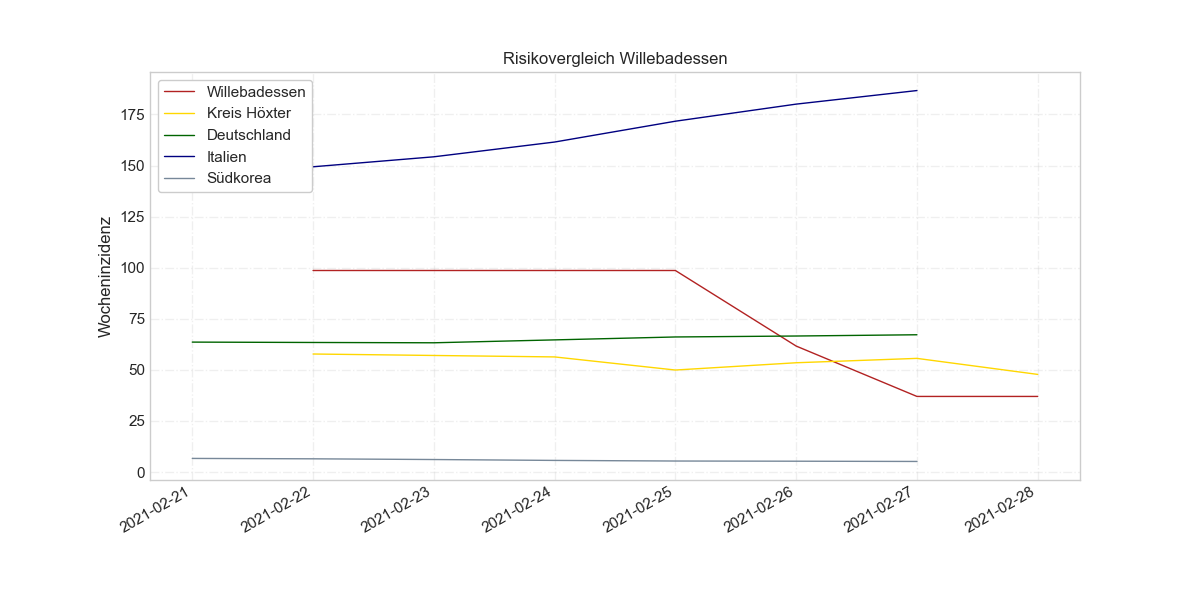 Risikovergleich Willebadessen
Willebadessen
Kreis Höxter
Deutschland
Italien
Südkorea
Wocheninzidenz
175
150
125
100
75
50
25
0
2021-02-21
2021-02-22
2021-02-23
2021-02-24
2021-02-25
2021-02-26
2021-02-27
2021-02-28